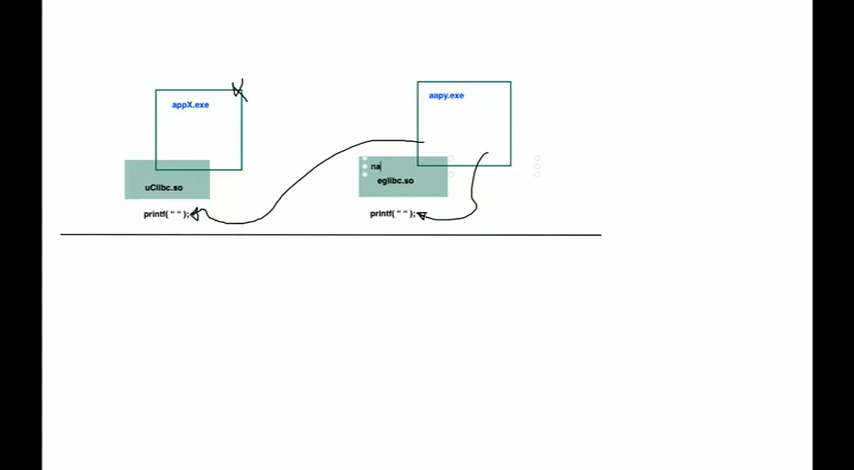 appX.exe
aapy.exe
na
uClibc.so
eglibc.so
printf( " " );
printf( " " );